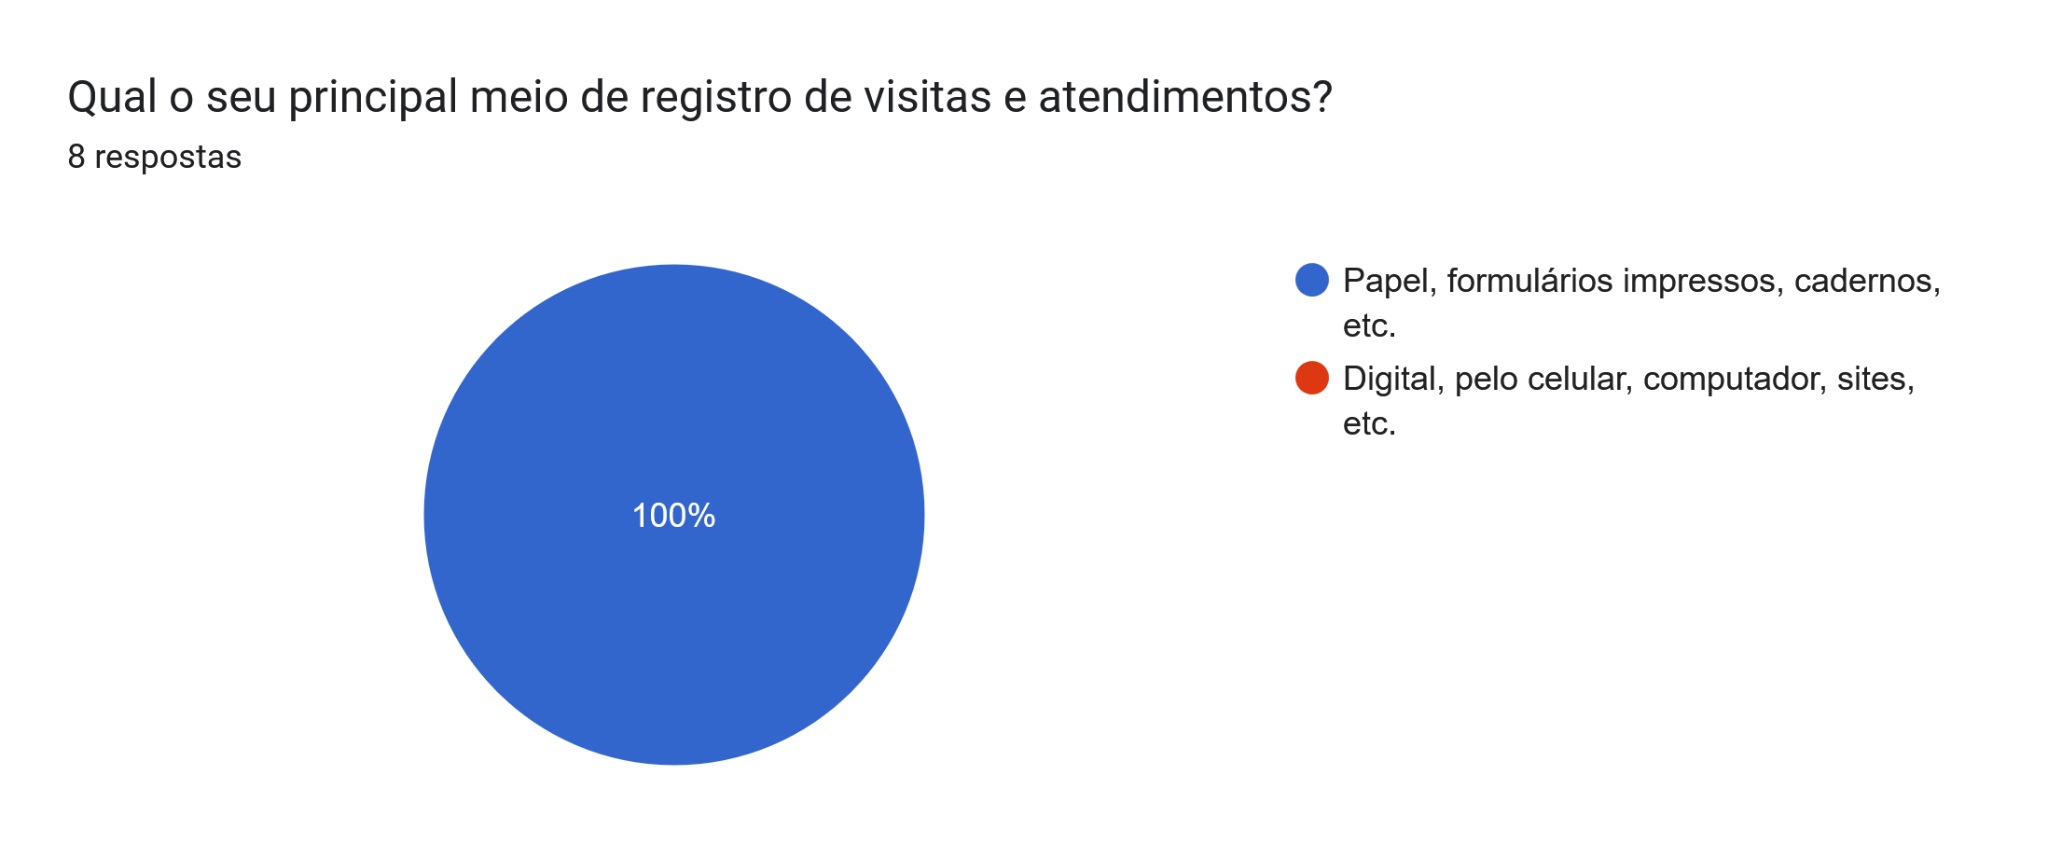 Qual o seu principal meio de registro de visitas e atendimentos?
8 respostas
100%
Papel, formulários impressos, cadernos,
etc.
Digital, pelo celular, computador, sites,
etc.